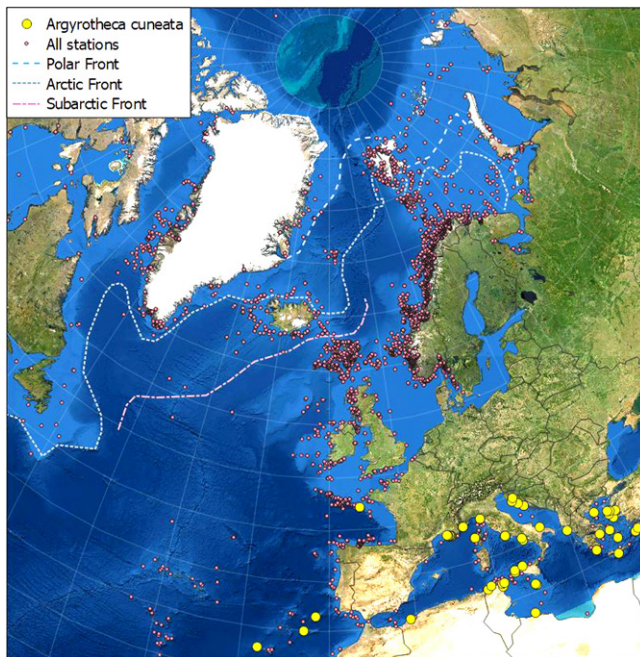 Argyrotheca cuneata
All stations
Polar Front
Arctic Front
Subarctic Front